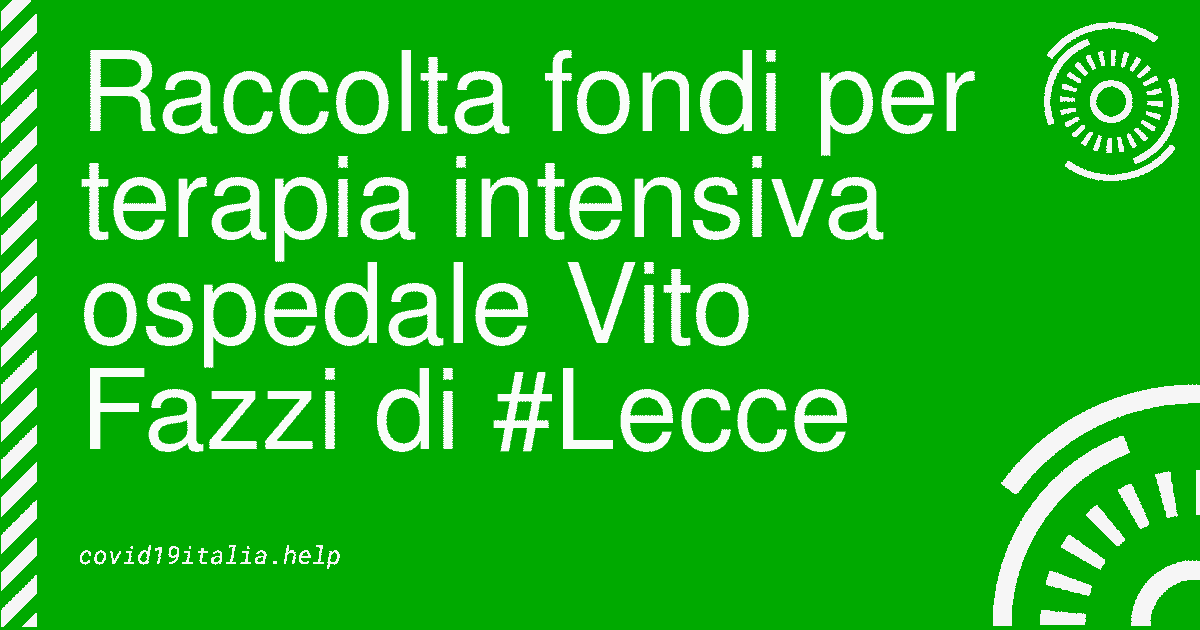 Raccolta fondi per
terapia intensiva
ospedale Vito
Fazzi di #Lecce
covid19italia.help